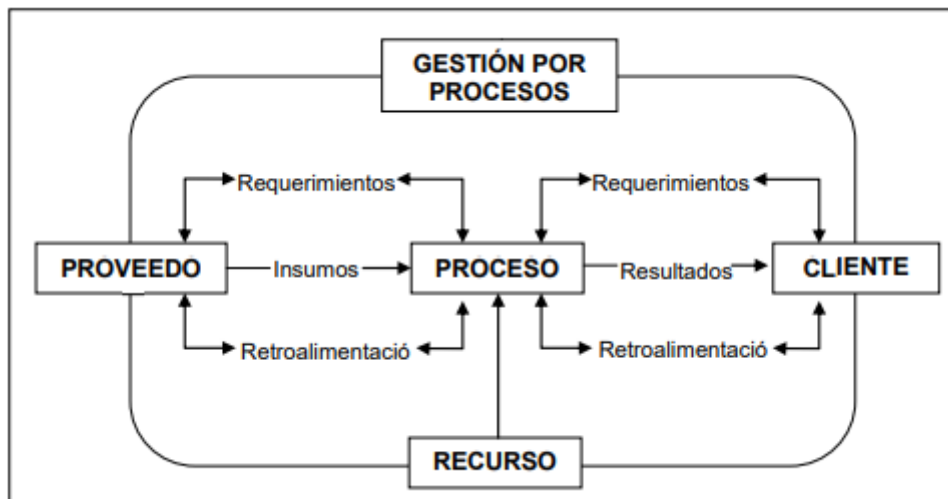 GESTIÓN POR
PROCESOS
Requerimientos
Requerimientos
PROVEEDO
Insumos
PROCESO
Resultados
CLIENTE
Retroalimentació
Retroalimentació
RECURSO